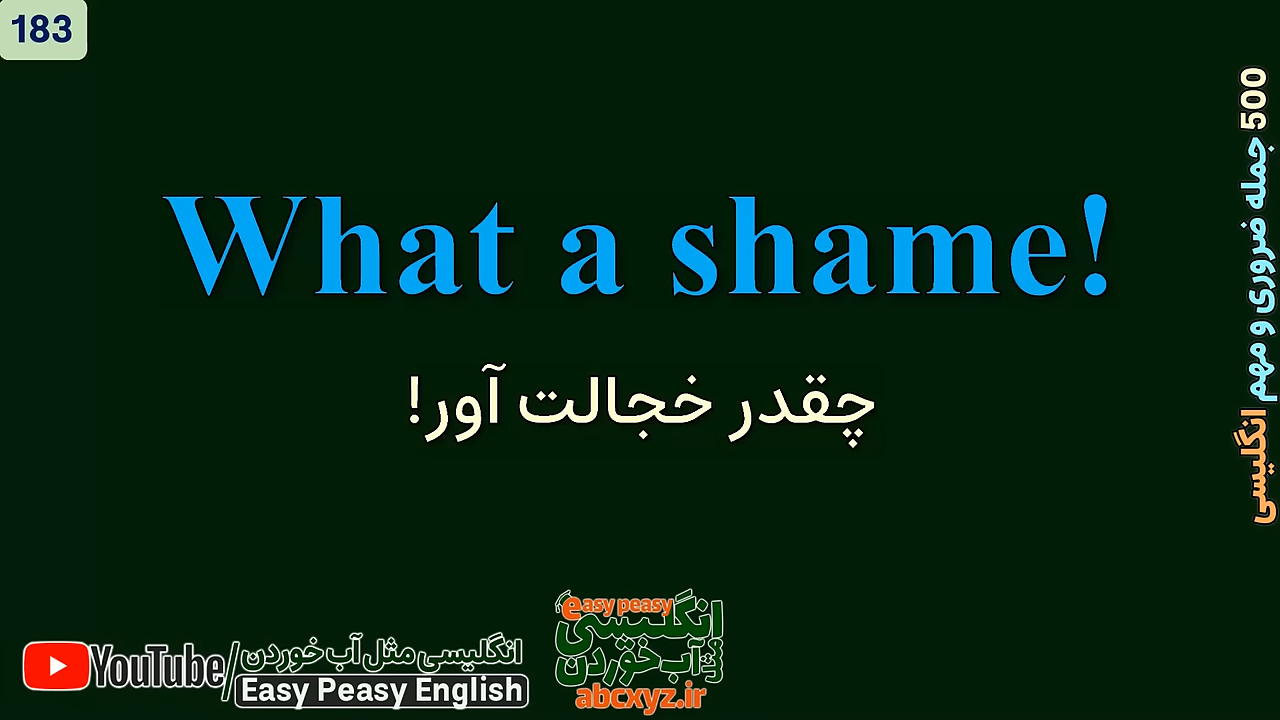 183
What a shame!
چقدر خجالت آور!
500 جمله ضروری و مهم انگلیسی
YouTube/انگلیسی مثل آب خوردن
Easy Peasy English
easy peasy
انگلیسی
مثل آب خوردن
abcxyz.ir